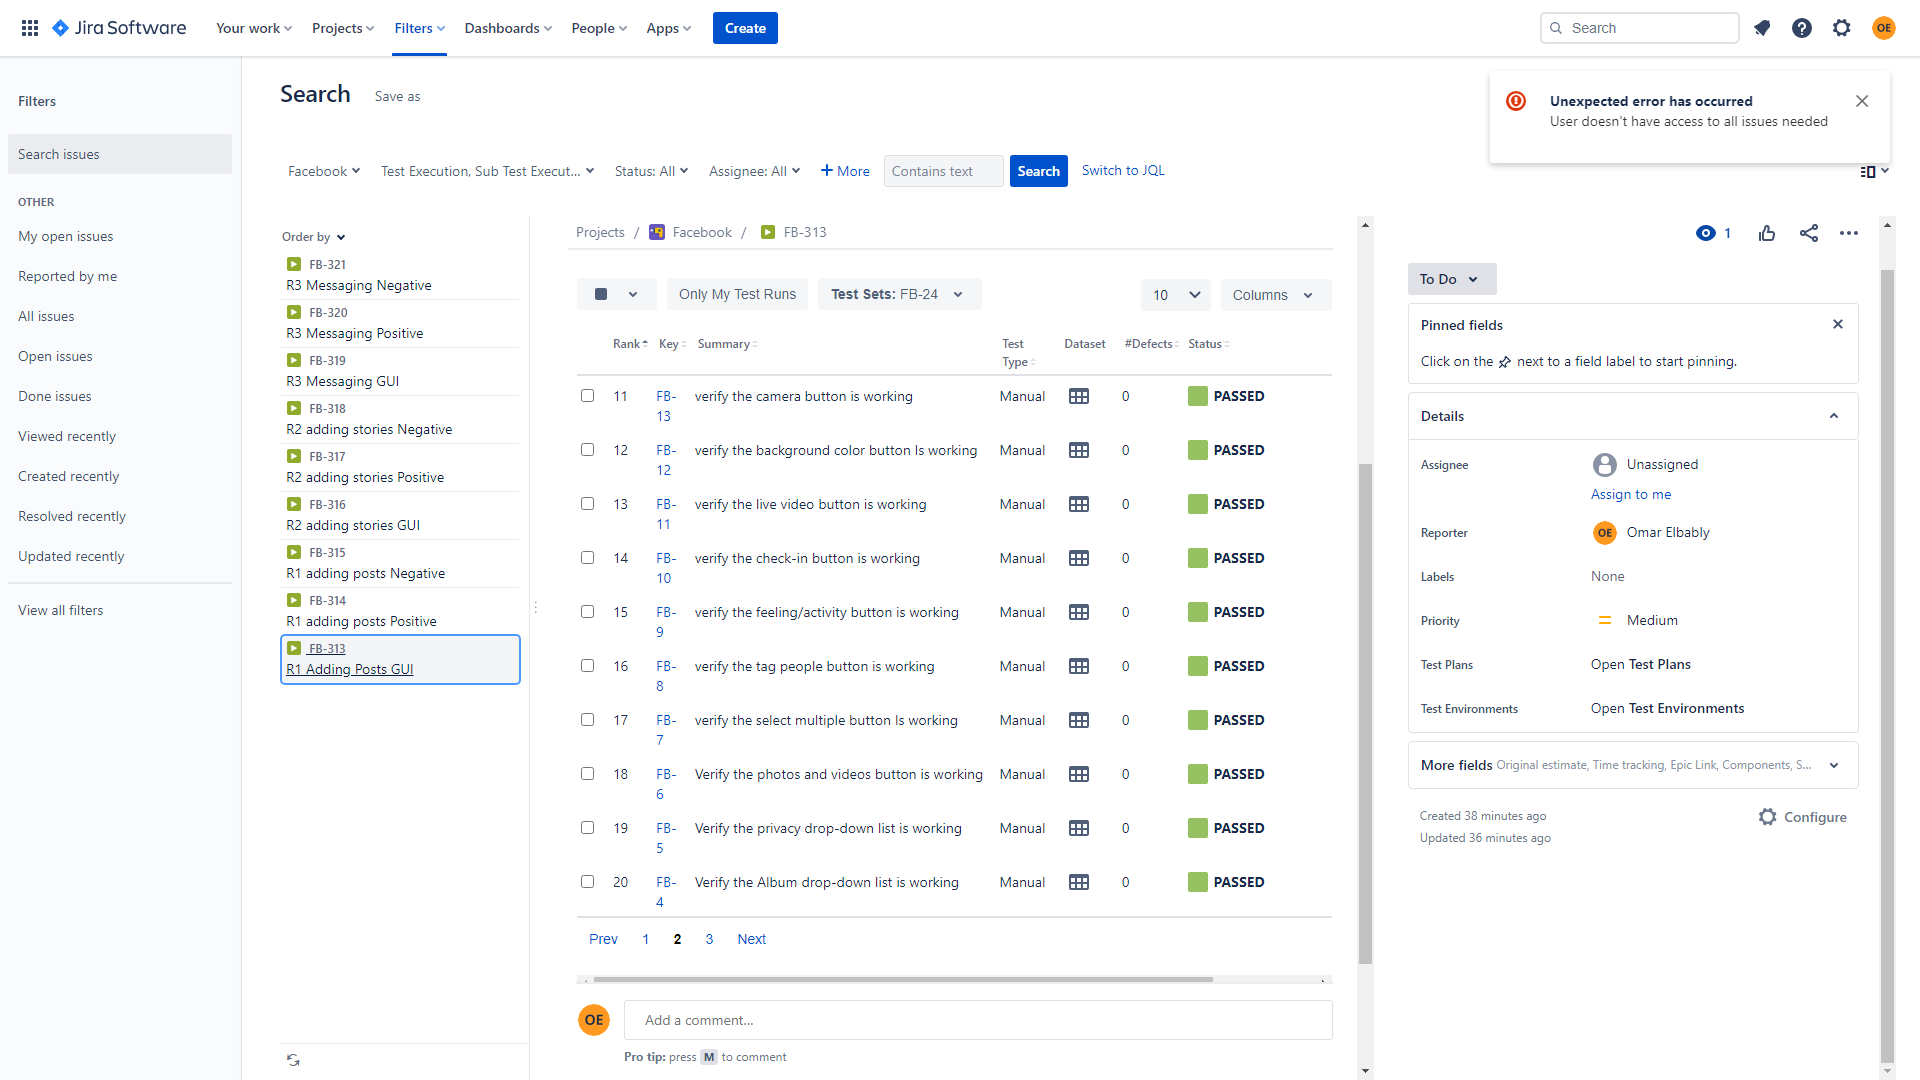 Jira Software
Your work
Projects
Filters
Dashboards
People
Apps
Create
Search
OE
Filters
Search issues
OTHER
My open issues
Reported by me
All issues
Open issues
Done issues
Viewed recently
Created recently
Resolved recently
Updated recently
View all filters
Search
Save as
Unexpected error has occurred
User doesn't have access to all issues needed
Facebook
Test Execution, Sub Test Execut...
Status: All
Assignee: All
More
Contains text
Search
Switch to JQL
Order by
FB-321
R3 Messaging Negative
FB-320
R3 Messaging Positive
FB-319
R3 Messaging GUI
FB-318
R2 adding stories Negative
FB-317
R2 adding stories Positive
FB-316
R2 adding stories GUI
FB-315
R1 adding posts Negative
FB-314
R1 adding posts Positive
FB-313
R1 Adding Posts GUI
Projects / Facebook / FB-313
Only My Test Runs
Test Sets: FB-24
10
Columns
Rank Key Summary Test Type Dataset #Defects Status
11 FB-13 verify the camera button is working Manual 0 PASSED
12 FB-12 verify the background color button Is working Manual 0 PASSED
13 FB-11 verify the live video button is working Manual 0 PASSED
14 FB-10 verify the check-in button is working Manual 0 PASSED
15 FB-9 verify the feeling/activity button is working Manual 0 PASSED
16 FB-8 verify the tag people button is working Manual 0 PASSED
17 FB-7 verify the select multiple button Is working Manual 0 PASSED
18 FB-6 Verify the photos and videos button is working Manual 0 PASSED
19 FB-5 Verify the privacy drop-down list is working Manual 0 PASSED
20 FB-4 Verify the Album drop-down list is working Manual 0 PASSED
Prev 1 2 3 Next
OE
Add a comment...
Pro tip: press M to comment
1
To Do
Pinned fields
Click on the next to a field label to start pinning.
Details
Assignee
Unassigned
Assign to me
Reporter
OE Omar Elbably
Labels
None
Priority
Medium
Test Plans
Open Test Plans
Test Environments
Open Test Environments
More fields Original estimate, Time tracking, Epic Link, Components, S...
Created 38 minutes ago
Updated 36 minutes ago
Configure